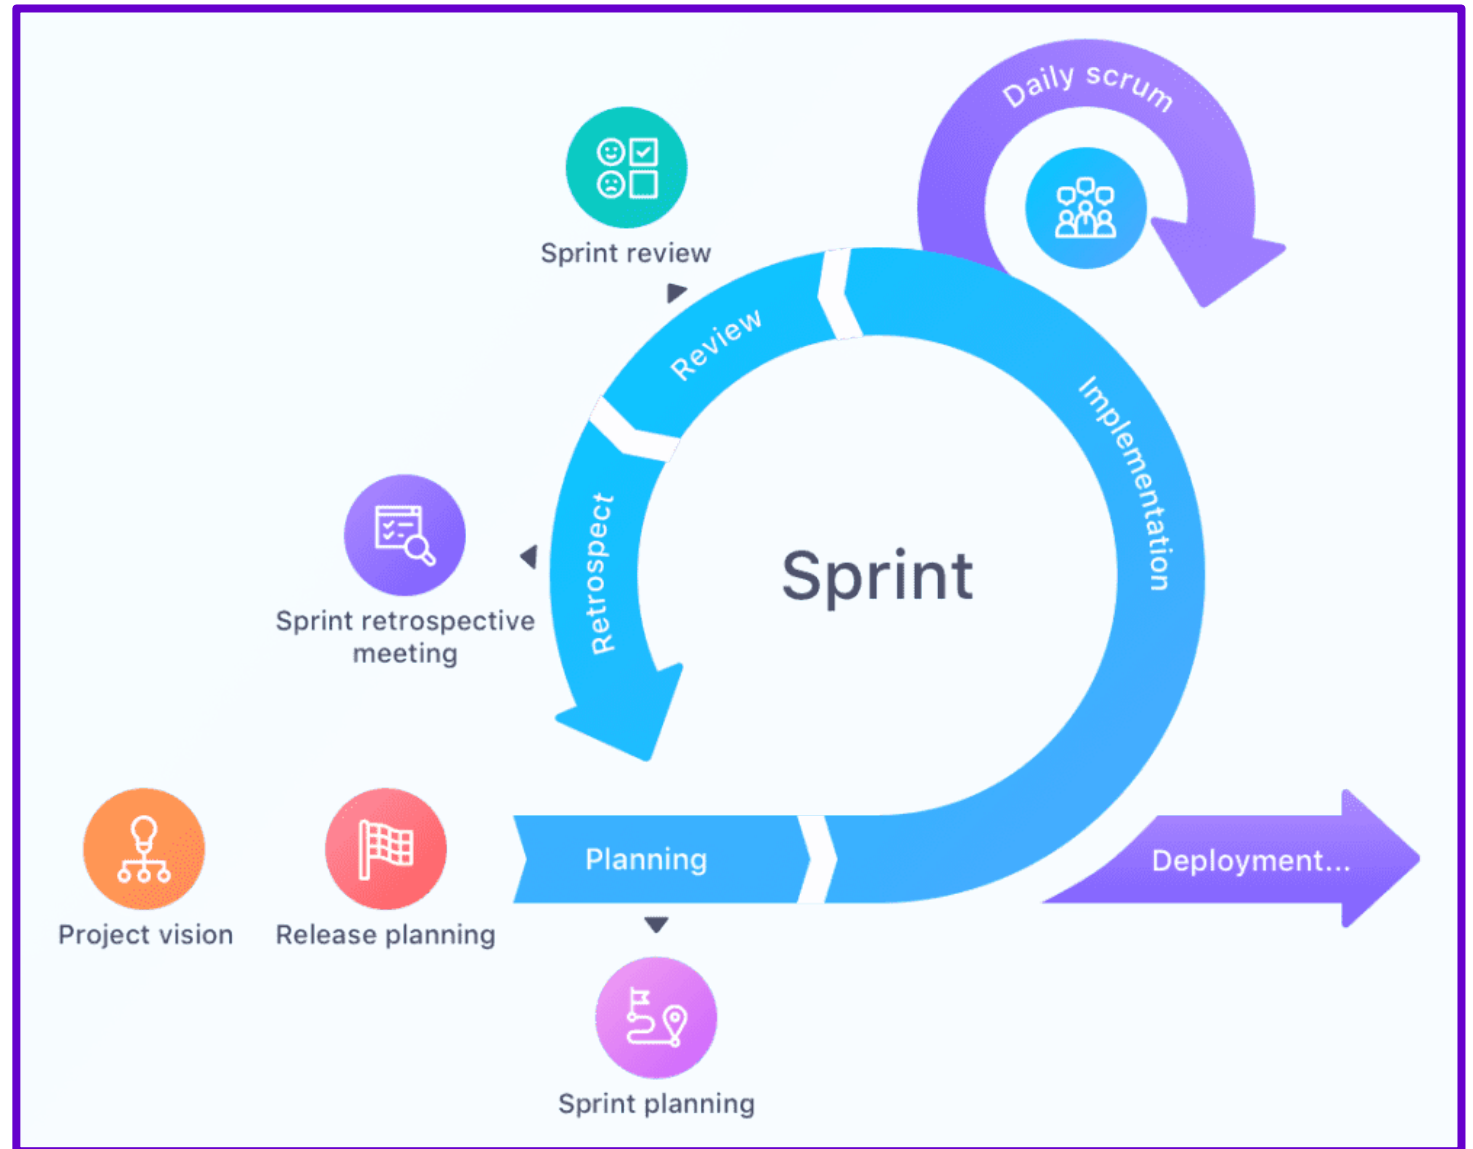 Daily scrum
Sprint review
Review
Implementation
Retrospect
Sprint
Sprint retrospective
meeting
Planning
Deployment...
Project vision
Release planning
Sprint planning